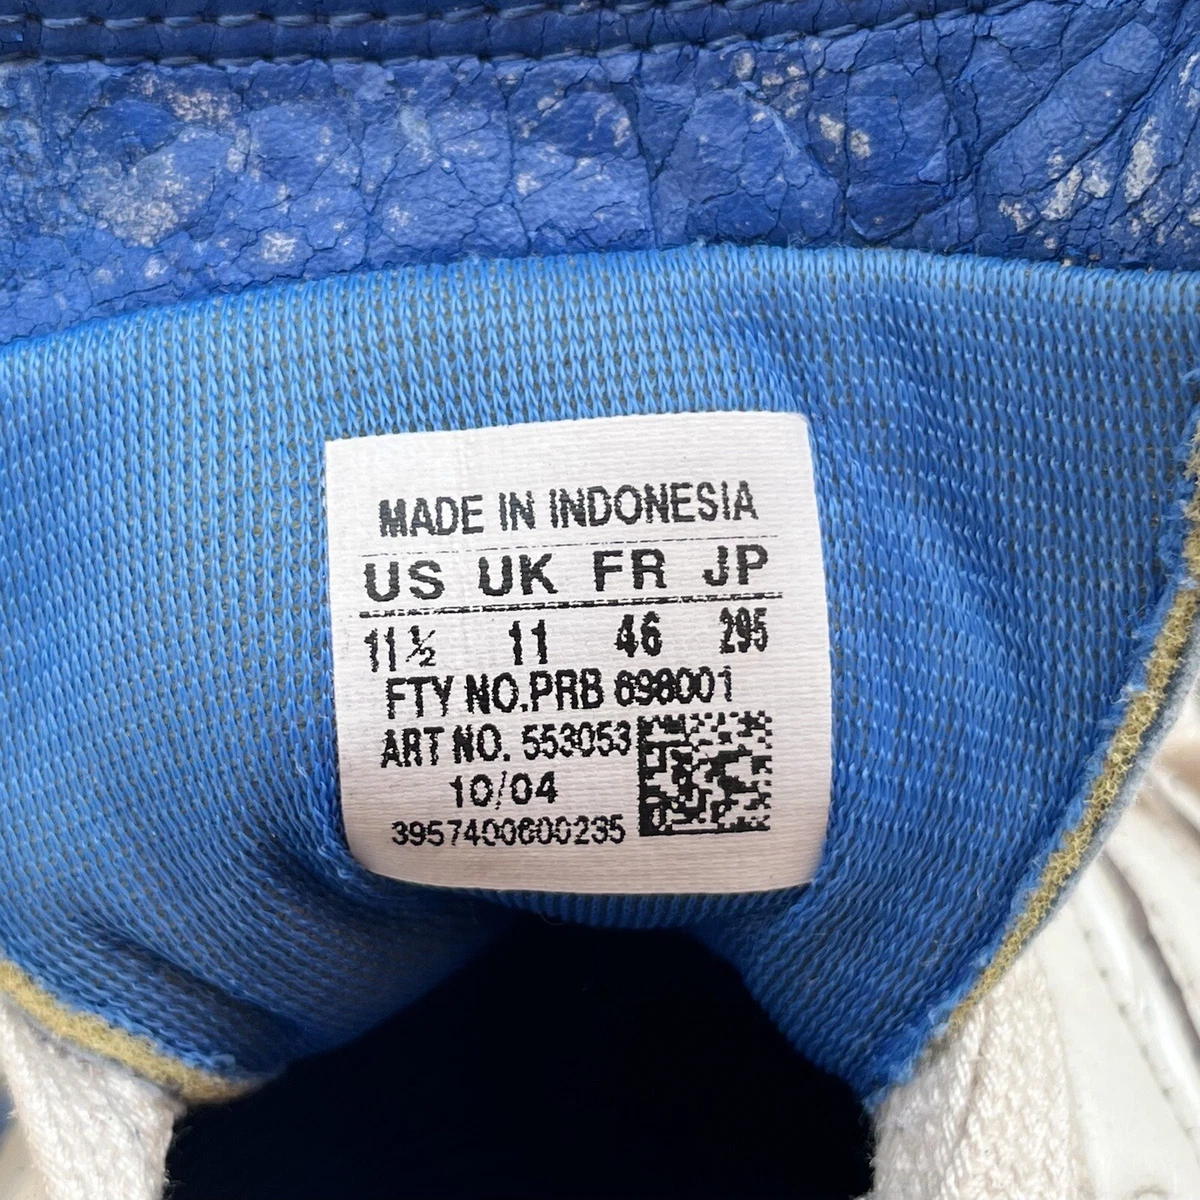 MADE IN INDONESIA
US UK FR JP
11½ 11 46 295
FTY NO.PRB 698001
ART NO. 553053
10/04
3957400600235